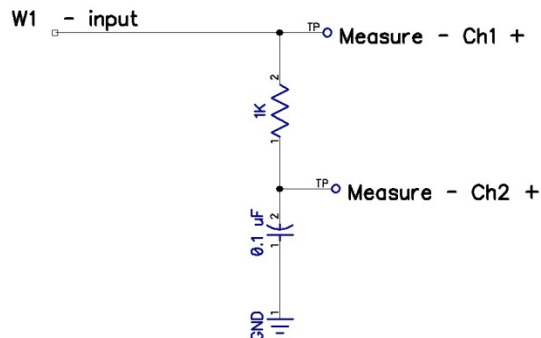 W1 - input
TP Measure - Ch1 +
2
1K
1
TP Measure - Ch2 +
2
0.1 uF
1
1
GND